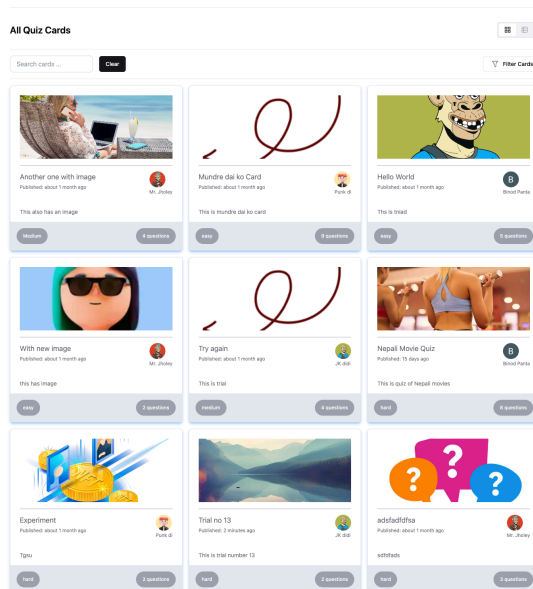 All Quiz Cards
Search cards ...
Clear
Filter Cards
Another one with image
Published: about 1 month ago
Mr. Jholey
This also has an image
Medium
4 questions
Mundre dai ko Card
Published: about 1 month ago
Punk di
This is mundre dai ko card
easy
9 questions
Hello World
Published: about 1 month ago
B
Binod Panta
This is tniad
easy
5 questions
With new image
Published: about 1 month ago
Mr. Jholey
this has image
easy
2 questions
Try again
Published: about 1 month ago
JK didi
This is trial
medium
4 questions
Nepali Movie Quiz
Published: 15 days ago
B
Binod Panta
This is quiz of Nepali movies
hard
6 questions
Experiment
Published: about 1 month ago
Punk di
Tgsu
hard
2 questions
Trial no 13
Published: 2 minutes ago
JK didi
This is trial number 13
hard
2 questions
? ? ?
adsfadfdfsa
Published: about 1 month ago
Mr. Jholey
sdfdfads
hard
3 questions